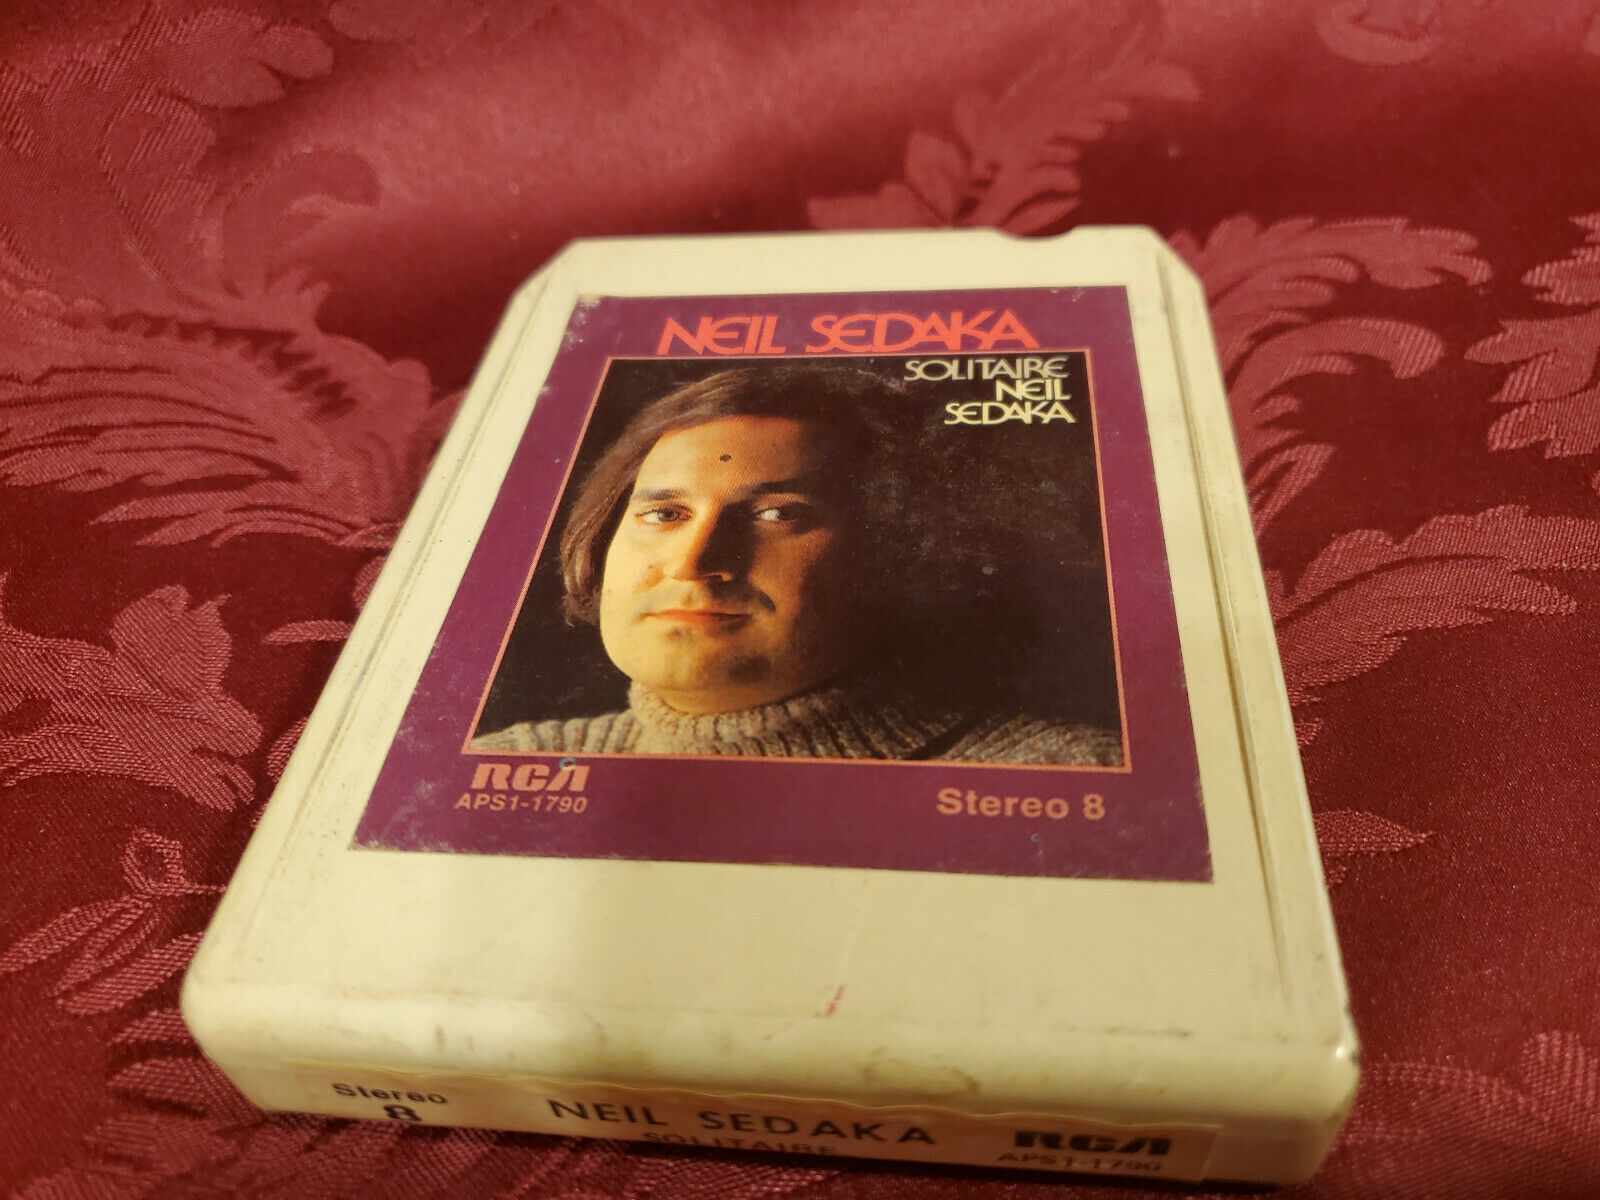 NEIL SEDAKA
SOLITAIRE
NEIL
SEDAKA
RCA
APS1-1790
Stereo 8
Stereo
8
NEIL SEDAKA
SOLITAIRE
RCA
APS1-1790